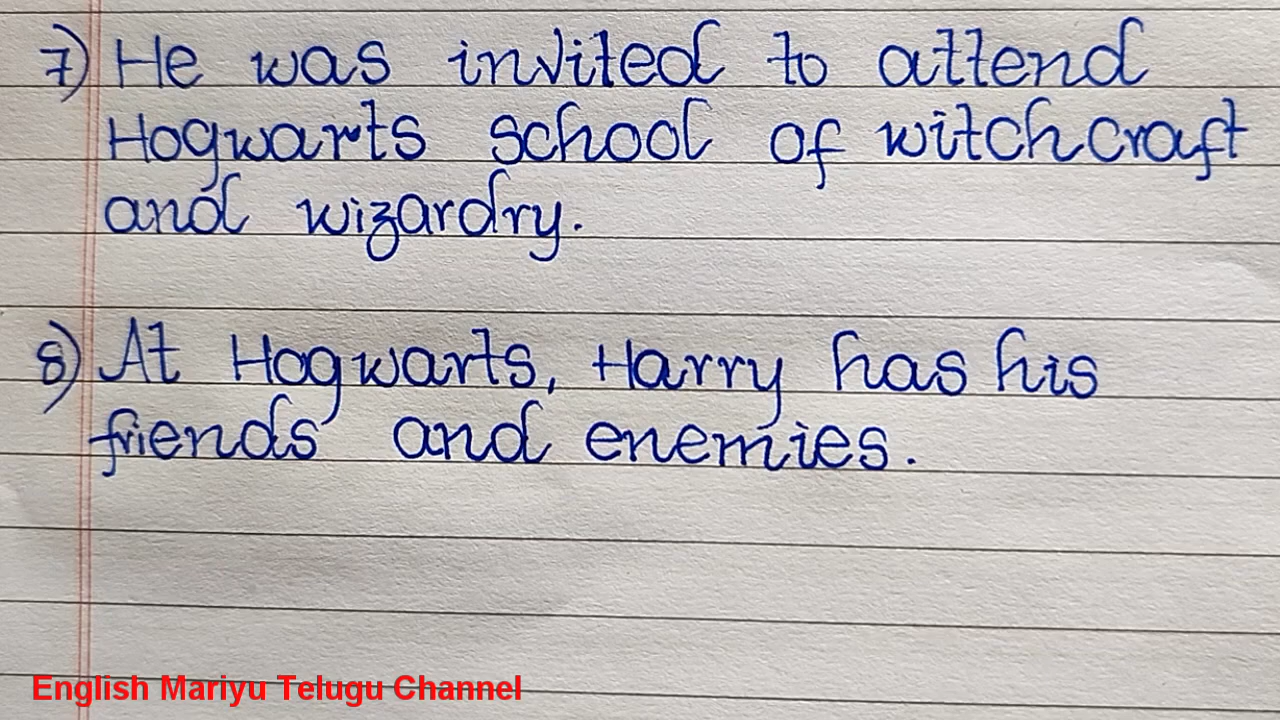 7) He was invited to attend
Hogwarts school of witchcraft
and wizardry.
8) At Hogwarts, Harry has his
friends and enemies.
English Mariyu Telugu Channel